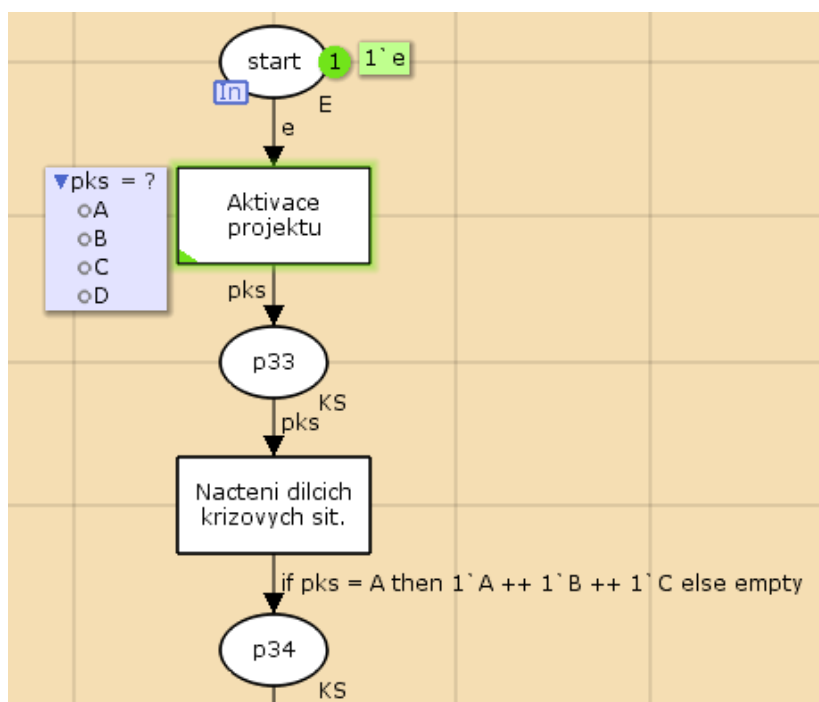 start
1
1`e
In
E
e
pks = ?
A
B
C
D
Aktivace
projektu
pks
p33
KS
pks
Nacteni dilcich
krizovych sit.
if pks = A then 1`A ++ 1`B ++ 1`C else empty
p34
KS